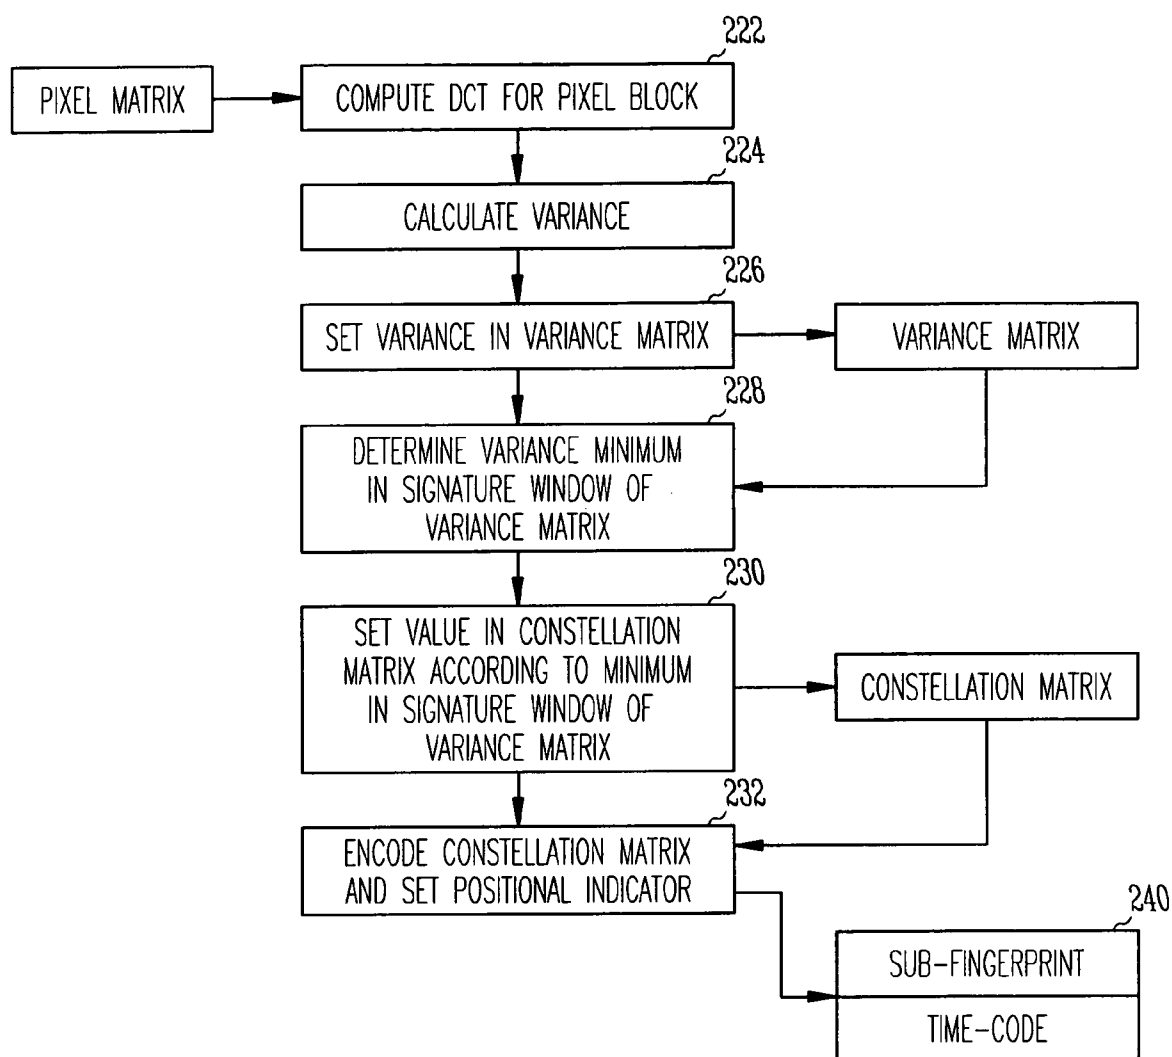 222
PIXEL MATRIX
COMPUTE DCT FOR PIXEL BLOCK
224
CALCULATE VARIANCE
226
SET VARIANCE IN VARIANCE MATRIX
VARIANCE MATRIX
228
DETERMINE VARIANCE MINIMUM
IN SIGNATURE WINDOW OF
VARIANCE MATRIX
230
SET VALUE IN CONSTELLATION
MATRIX ACCORDING TO MINIMUM
IN SIGNATURE WINDOW OF
VARIANCE MATRIX
CONSTELLATION MATRIX
232
ENCODE CONSTELLATION MATRIX
AND SET POSITIONAL INDICATOR
240
SUB-FINGERPRINT
TIME-CODE